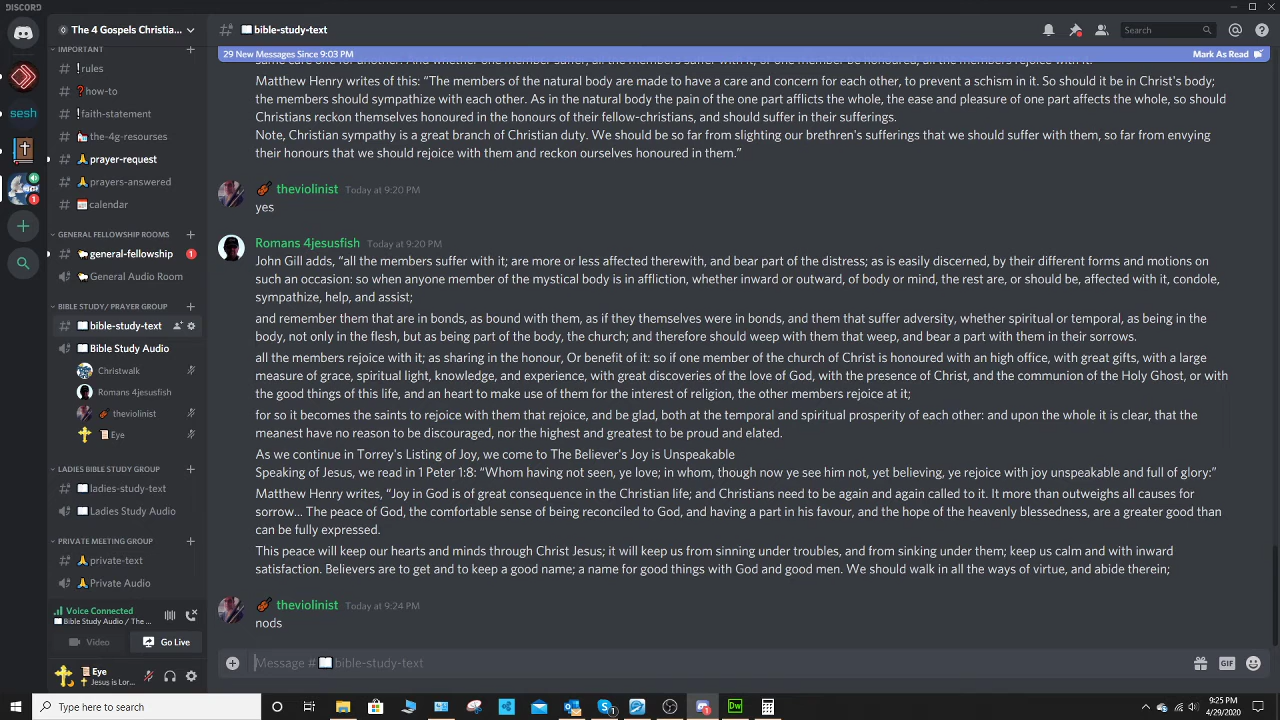 DISCORD
The 4 Gospels Christia...
bible-study-text
Search
29 New Messages Since 9:03 PM
Mark As Read
IMPORTANT
!rules
how-to
!faith-statement
the-4g-resourses
prayer-request
prayers-answered
calendar
GENERAL FELLOWSHIP ROOMS
general-fellowship 1
General Audio Room
BIBLE STUDY/ PRAYER GROUP
bible-study-text
Bible Study Audio
Christwalk
Romans 4jesusfish
theviolinist
Eye
LADIES BIBLE STUDY GROUP
ladies-study-text
Ladies Study Audio
PRIVATE MEETING GROUP
private-text
Private Audio
Voice Connected
Bible Study Audio / The ...
Video
Go Live
Eye
Jesus is Lor...
sesh
1
Matthew Henry writes of this: “The members of the natural body are made to have a care and concern for each other, to prevent a schism in it. So should it be in Christ's body;
the members should sympathize with each other. As in the natural body the pain of the one part afflicts the whole, the ease and pleasure of one part affects the whole, so should
Christians reckon themselves honoured in the honours of their fellow-christians, and should suffer in their sufferings.
Note, Christian sympathy is a great branch of Christian duty. We should be so far from slighting our brethren's sufferings that we should suffer with them, so far from envying
their honours that we should rejoice with them and reckon ourselves honoured in them.”
theviolinist Today at 9:20 PM
yes
Romans 4jesusfish Today at 9:20 PM
John Gill adds, “all the members suffer with it; are more or less affected therewith, and bear part of the distress; as is easily discerned, by their different forms and motions on
such an occasion: so when anyone member of the mystical body is in affliction, whether inward or outward, of body or mind, the rest are, or should be, affected with it, condole,
sympathize, help, and assist;
and remember them that are in bonds, as bound with them, as if they themselves were in bonds, and them that suffer adversity, whether spiritual or temporal, as being in the
body, not only in the flesh, but as being part of the body, the church; and therefore should weep with them that weep, and bear a part with them in their sorrows.
all the members rejoice with it; as sharing in the honour, Or benefit of it: so if one member of the church of Christ is honoured with an high office, with great gifts, with a large
measure of grace, spiritual light, knowledge, and experience, with great discoveries of the love of God, with the presence of Christ, and the communion of the Holy Ghost, or with
the good things of this life, and an heart to make use of them for the interest of religion, the other members rejoice at it;
for so it becomes the saints to rejoice with them that rejoice, and be glad, both at the temporal and spiritual prosperity of each other: and upon the whole it is clear, that the
meanest have no reason to be discouraged, nor the highest and greatest to be proud and elated.
As we continue in Torrey's Listing of Joy, we come to The Believer's Joy is Unspeakable
Speaking of Jesus, we read in 1 Peter 1:8: “Whom having not seen, ye love; in whom, though now ye see him not, yet believing, ye rejoice with joy unspeakable and full of glory:”
Matthew Henry writes, “Joy in God is of great consequence in the Christian life; and Christians need to be again and again called to it. It more than outweighs all causes for
sorrow... The peace of God, the comfortable sense of being reconciled to God, and having a part in his favour, and the hope of the heavenly blessedness, are a greater good than
can be fully expressed.
This peace will keep our hearts and minds through Christ Jesus; it will keep us from sinning under troubles, and from sinking under them; keep us calm and with inward
satisfaction. Believers are to get and to keep a good name; a name for good things with God and good men. We should walk in all the ways of virtue, and abide therein;
theviolinist Today at 9:24 PM
nods
Message # bible-study-text
GIF
Type here to search
Dw
9:25 PM
4/29/2020